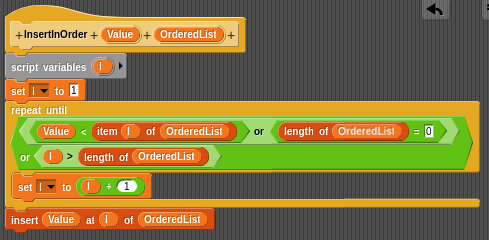 +InsertInOrder + Value + OrderedList +
script variables I
set I to 1
repeat until
Value < item I of OrderedList or length of OrderedList = 0
or I > length of OrderedList
set I to I + 1
insert Value at I of OrderedList